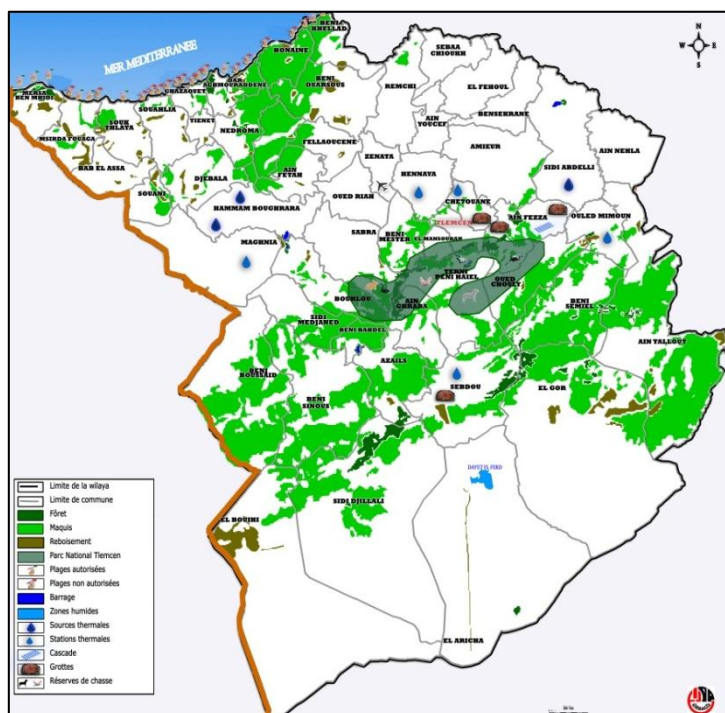 MER MEDITERRANEE
N
W
E
S
BENI
KHELLAD
HONAINE
SEBAA
CHIOUKH
DAR
YAGHMOURADDENE
GHAZAOUET
BENI
OUARSOUS
REMCHI
EL FEHOUL
MERSA
BEN MHIDI
SOUAHLIA
SOUK
THLATA
TIENET
NEDROMA
AIN
YOUCEF
BENSEKRANE
MSIRDA FOUAGA
BAB EL ASSA
FELLAOUCENE
ZENATA
AMIEUR
AIN NEHLA
DJEBALA
AIN
FETAH
HENNAYA
SIDI ABDELLI
SOUANI
OUED RIAH
CHETOUANE
HAMMAM BOUGHRARA
TLEMCEN
AIN FEZZA
OULED MIMOUN
SABRA
BENI
MESTER
EL MANSOURAH
MAGHNIA
TERNI
BENI HAIEL
OUED
CHOULY
BOUHLOU
AIN
GHRABA
BENI
SEMIEL
SIDI
MEDJAHED
BENI BAHDEL
AIN TALLOUT
AZAILS
BENI
BOUSSAID
SEBDOU
EL GOR
BENI
SNOUS
DAYET EL FERD
SIDI DJILLALI
EL BOUIHI
EL ARICHA
Limite de la wilaya
Limite de commune
Fôret
Maquis
Reboisement
Parc National Tlemcen
Plages autorisées
Plages non autorisées
Barrage
Zones humides
Sources thermales
Stations thermales
Cascade
Grottes
Réserves de chasse